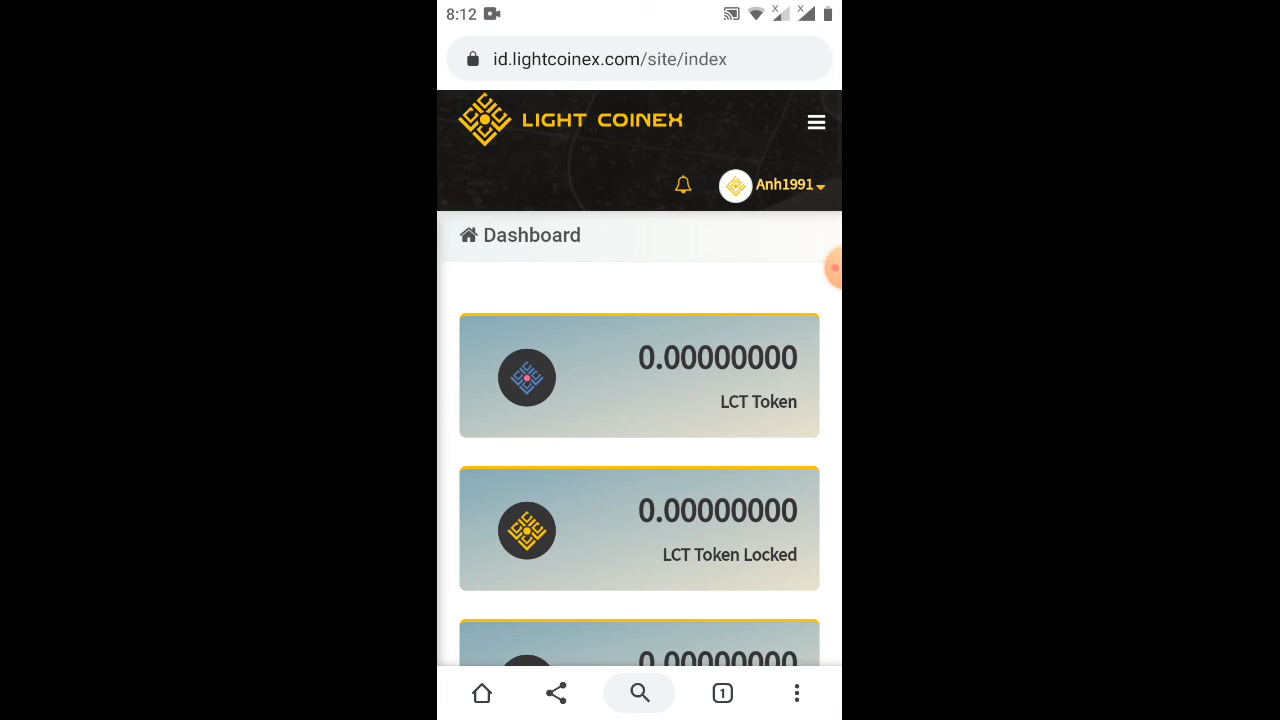 8:12
id.lightcoinex.com/site/index
LIGHT COINEX
Anh1991
Dashboard
0.00000000
LCT Token
0.00000000
LCT Token Locked
0.00000000
1